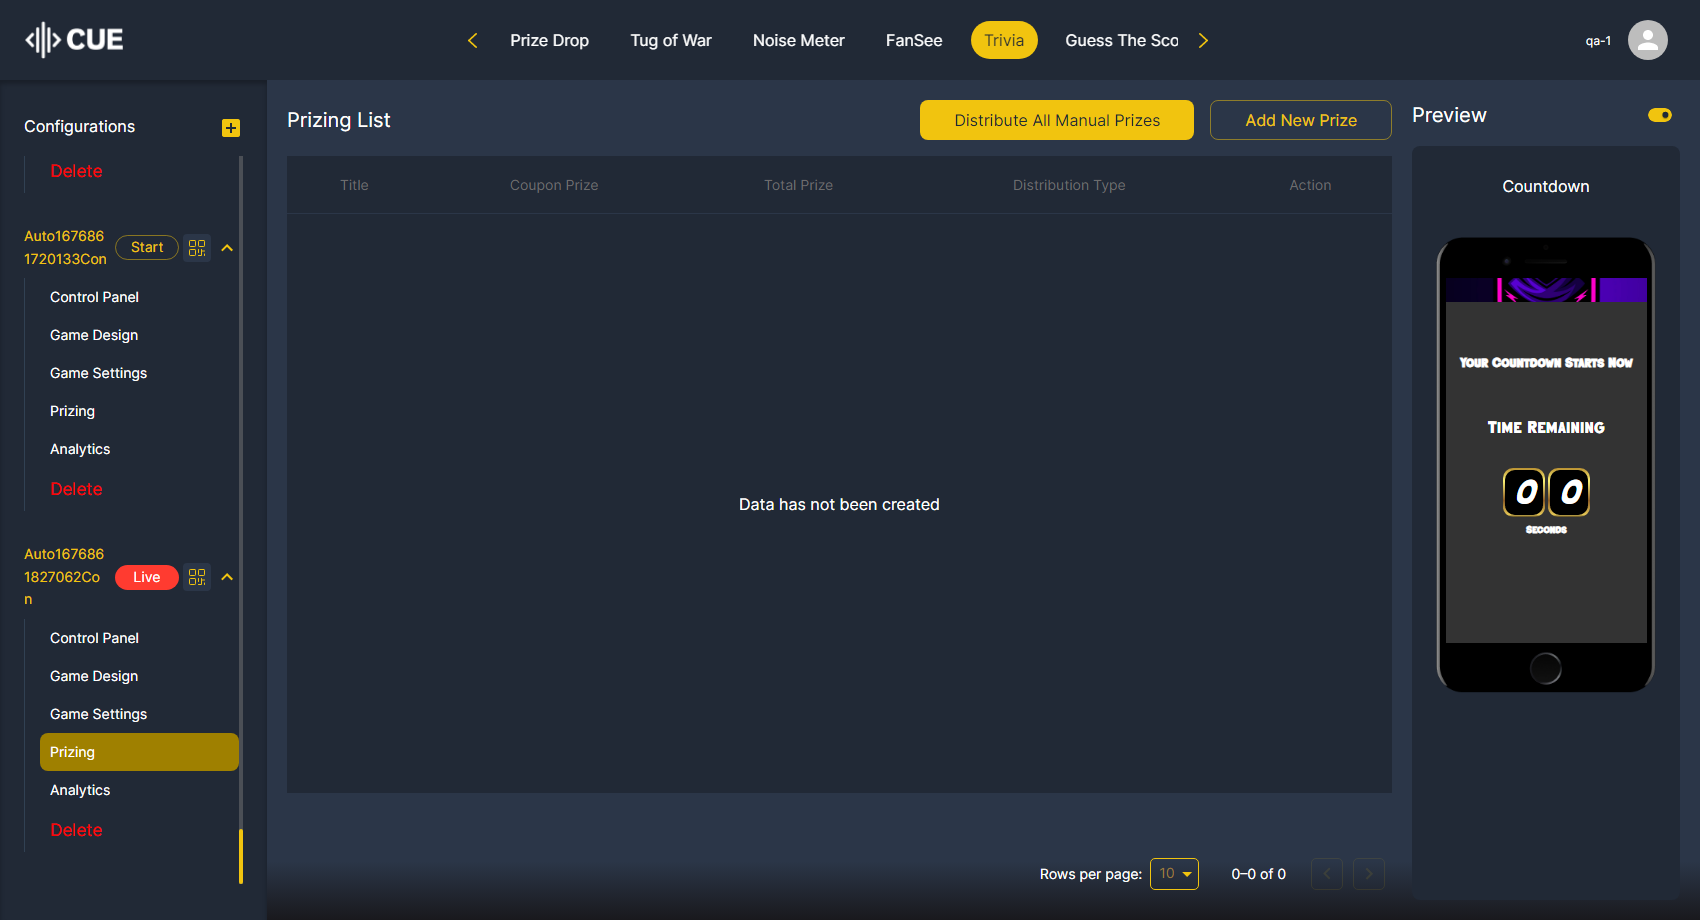 CUE
Prize Drop
Tug of War
Noise Meter
FanSee
Trivia
Guess The Sco
qa-1
Configurations
Delete
Auto167686
1720133Con
Start
Control Panel
Game Design
Game Settings
Prizing
Analytics
Delete
Auto167686
1827062Co
n
Live
Control Panel
Game Design
Game Settings
Prizing
Analytics
Delete
Prizing List
Distribute All Manual Prizes
Add New Prize
Title
Coupon Prize
Total Prize
Distribution Type
Action
Data has not been created
Rows per page:
10
0–0 of 0
Preview
Countdown
Your Countdown Starts Now
Time Remaining
0 0
Seconds